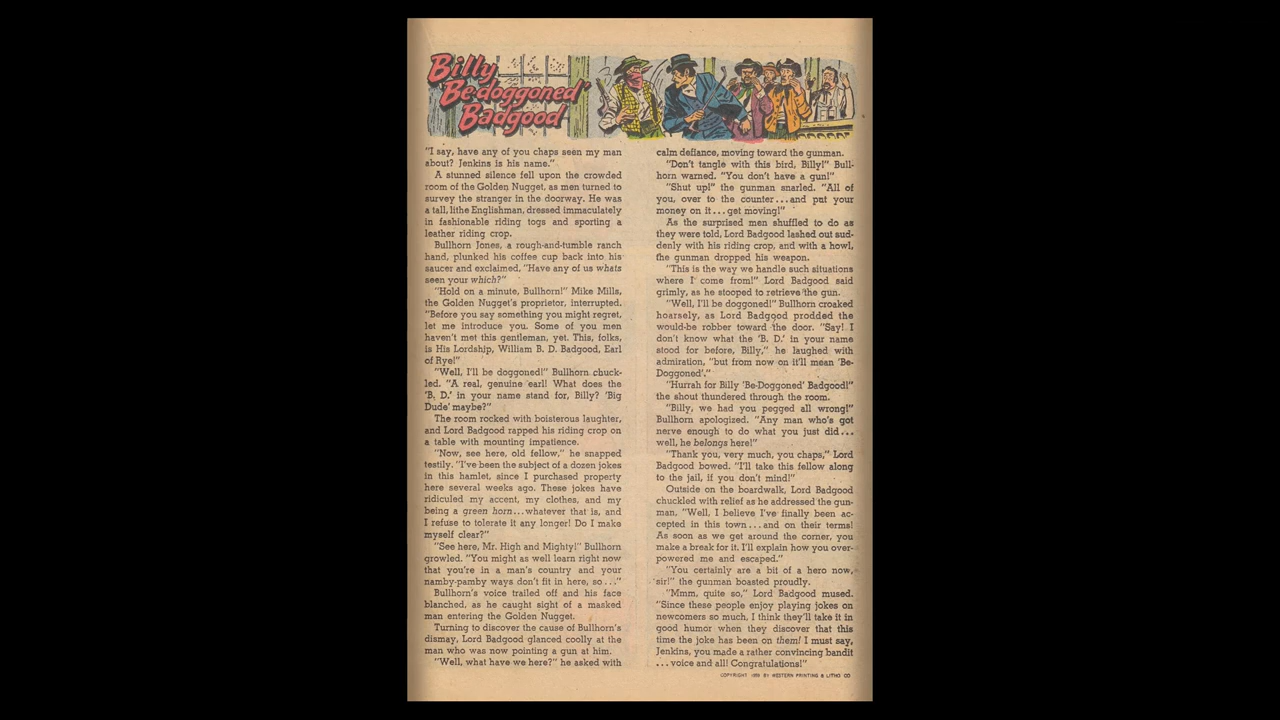 Billy
Be-doggoned
Badgood
"I say, have any of you chaps seen my man
about? Jenkins is his name."
A stunned silence fell upon the crowded
room of the Golden Nugget, as men turned to
survey the stranger in the doorway. He was
a tall, lithe Englishman, dressed immaculately
in fashionable riding togs and sporting a
leather riding crop.
Bullhorn Jones, a rough-and-tumble ranch
hand, plunked his coffee cup back into his
saucer and exclaimed, "Have any of us whats
seen your which?"
"Hold on a minute, Bullhorn!" Mike Mills,
the Golden Nugget's proprietor, interrupted.
"Before you say something you might regret,
let me introduce you. Some of you men
haven't met this gentleman, yet. This, folks,
is His Lordship, William B. D. Badgood, Earl
of Rye!"
"Well, I'll be doggoned!" Bullhorn chuck-
led. "A real, genuine earl! What does the
'B. D.' in your name stand for, Billy? 'Big
Dude' maybe?"
The room rocked with boisterous laughter,
and Lord Badgood rapped his riding crop on
a table with mounting impatience.
"Now, see here, old fellow," he snapped
testily. "I've been the subject of a dozen jokes
in this hamlet, since I purchased property
here several weeks ago. These jokes have
ridiculed my accent, my clothes, and my
being a green horn...whatever that is, and
I refuse to tolerate it any longer! Do I make
myself clear?"
"See here, Mr. High and Mighty!" Bullhorn
growled. "You might as well learn right now
that you're in a man's country and your
namby-pamby ways don't fit in here, so..."
Bullhorn's voice trailed off and his face
blanched, as he caught sight of a masked
man entering the Golden Nugget.
Turning to discover the cause of Bullhorn's
dismay, Lord Badgood glanced coolly at the
man who was now pointing a gun at him.
"Well, what have we here?" he asked with
calm defiance, moving toward the gunman.
"Don't tangle with this bird, Billy!" Bull-
horn warned. "You don't have a gun!"
"Shut up!" the gunman snarled. "All of
you, over to the counter...and put your
money on it...get moving!"
As the surprised men shuffled to do as
they were told, Lord Badgood lashed out sud-
denly with his riding crop, and with a howl,
the gunman dropped his weapon.
"This is the way we handle such situations
where I come from!" Lord Badgood said
grimly, as he stooped to retrieve the gun.
"Well, I'll be doggoned!" Bullhorn croaked
hoarsely, as Lord Badgood prodded the
would-be robber toward the door. "Say! I
don't know what the 'B. D.' in your name
stood for before, Billy," he laughed with
admiration, "but from now on it'll mean 'Be-
Doggoned'."
"Hurrah for Billy 'Be-Doggoned' Badgood!"
the shout thundered through the room.
"Billy, we had you pegged all wrong!"
Bullhorn apologized. "Any man who's got
nerve enough to do what you just did...
well, he belongs here!"
"Thank you, very much, you chaps," Lord
Badgood bowed. "I'll take this fellow along
to the jail, if you don't mind!"
Outside on the boardwalk, Lord Badgood
chuckled with relief as he addressed the gun-
man, "Well, I believe I've finally been ac-
cepted in this town...and on their terms!
As soon as we get around the corner, you
make a break for it. I'll explain how you over-
powered me and escaped."
"You certainly are a bit of a hero now,
sir!" the gunman boasted proudly.
"Mmm, quite so," Lord Badgood mused.
"Since these people enjoy playing jokes on
newcomers so much, I think they'll take it in
good humor when they discover that this
time the joke has been on them! I must say,
Jenkins, you made a rather convincing bandit
...voice and all! Congratulations!"
COPYRIGHT BY WESTERN PRINTING & LITHO CO